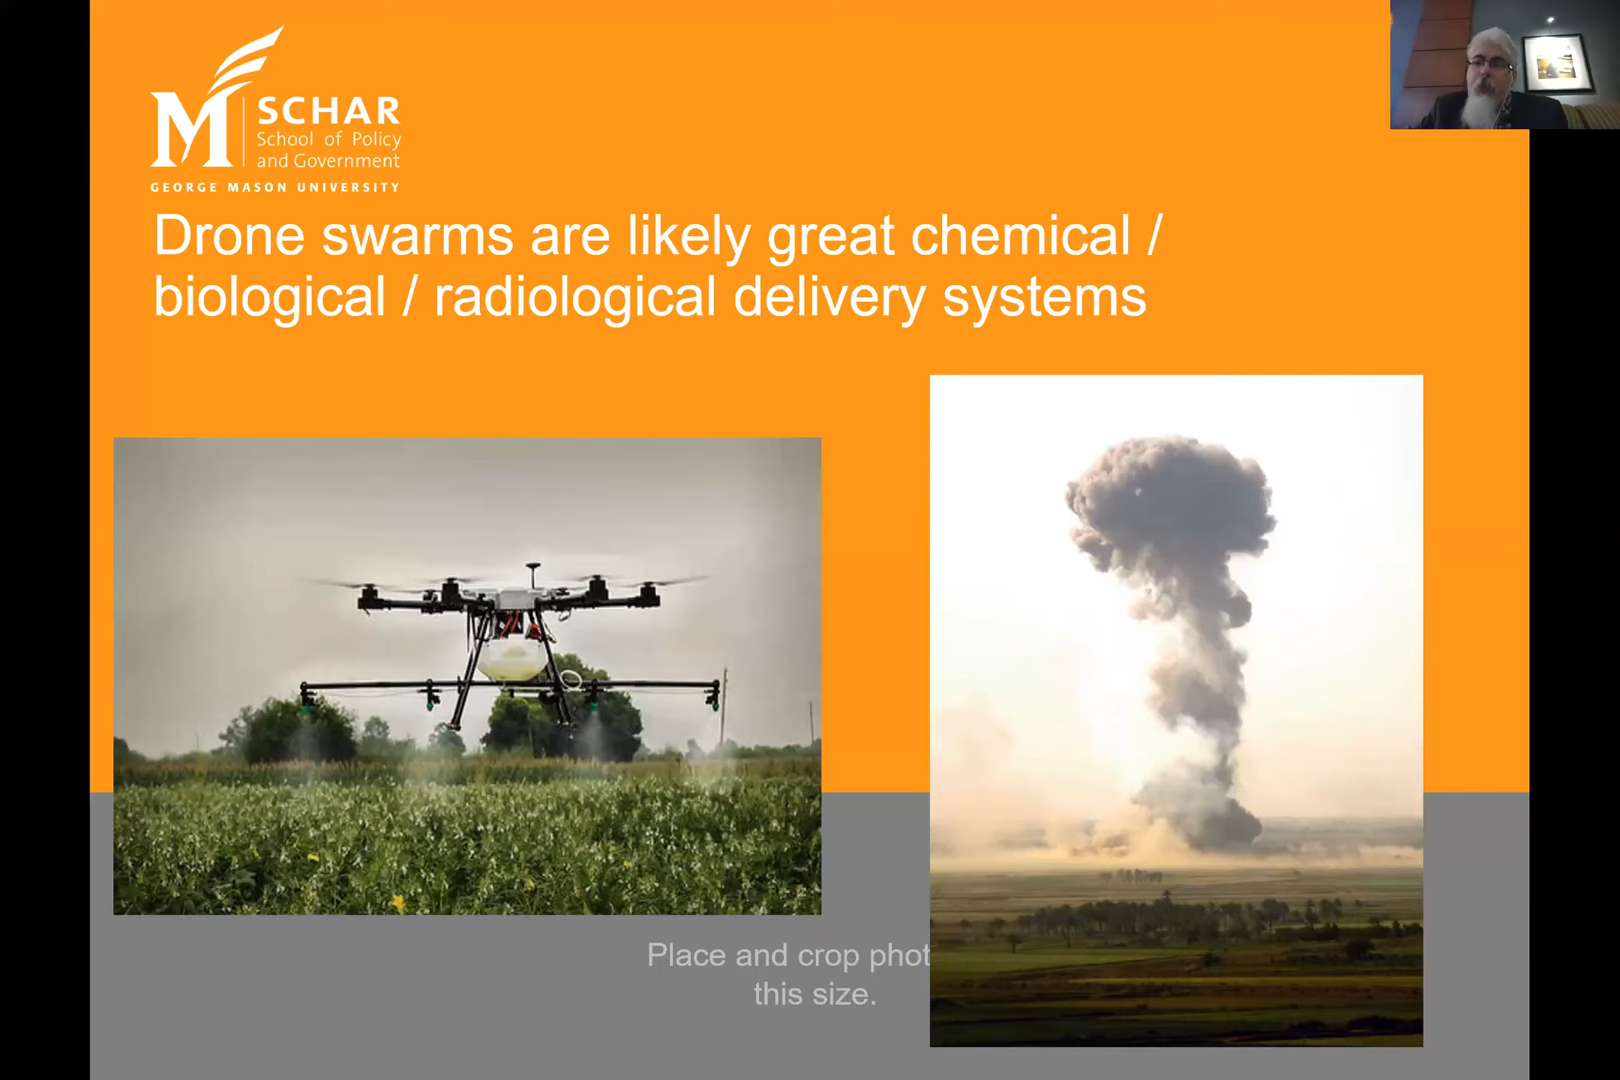 SCHAR
School of Policy
and Government
GEORGE MASON UNIVERSITY
Drone swarms are likely great chemical /
biological / radiological delivery systems
Place and crop phot
this size.